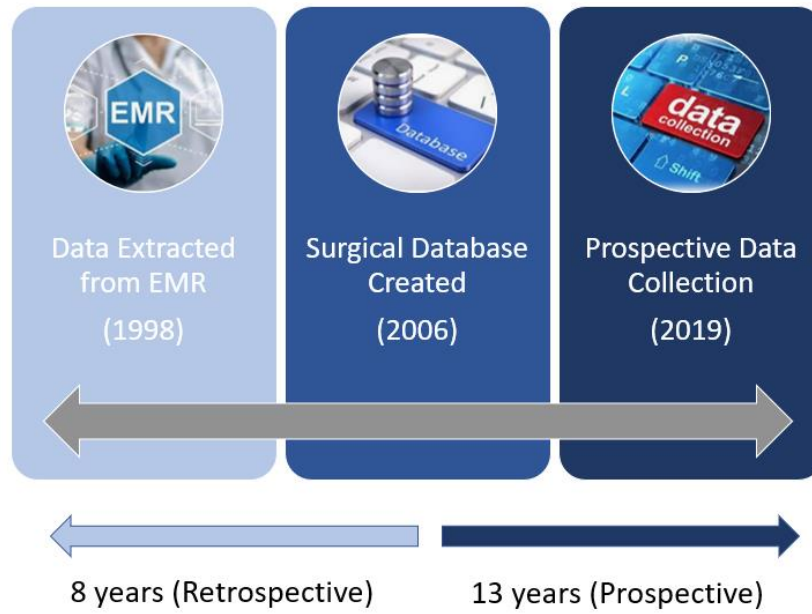 EMR
Database
P
L
data
collection
Shift
Data Extracted
from EMR
(1998)
Surgical Database
Created
(2006)
Prospective Data
Collection
(2019)
8 years (Retrospective)
13 years (Prospective)